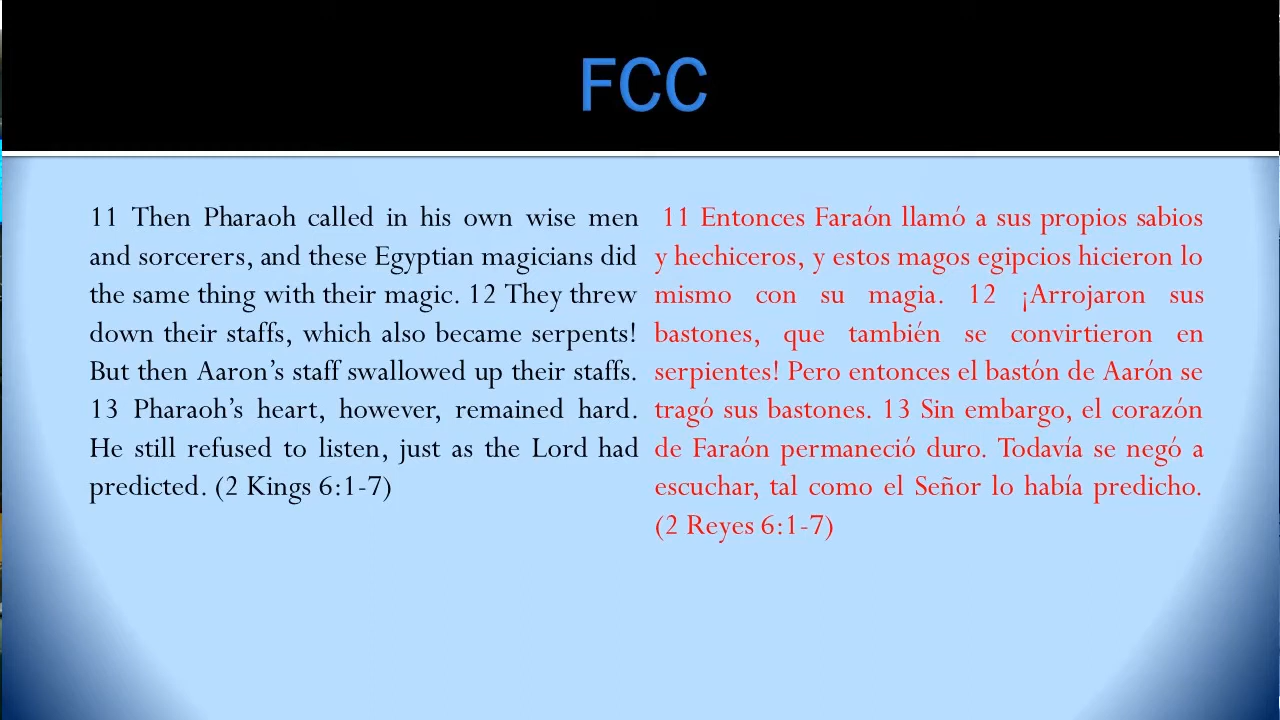 FCC
11 Then Pharaoh called in his own wise men
and sorcerers, and these Egyptian magicians did
the same thing with their magic. 12 They threw
down their staffs, which also became serpents!
But then Aaron’s staff swallowed up their staffs.
13 Pharaoh’s heart, however, remained hard.
He still refused to listen, just as the Lord had
predicted. (2 Kings 6:1-7)
11 Entonces Faraón llamó a sus propios sabios
y hechiceros, y estos magos egipcios hicieron lo
mismo con su magia. 12 ¡Arrojaron sus
bastones, que también se convirtieron en
serpientes! Pero entonces el bastón de Aarón se
tragó sus bastones. 13 Sin embargo, el corazón
de Faraón permaneció duro. Todavía se negó a
escuchar, tal como el Señor lo había predicho.
(2 Reyes 6:1-7)